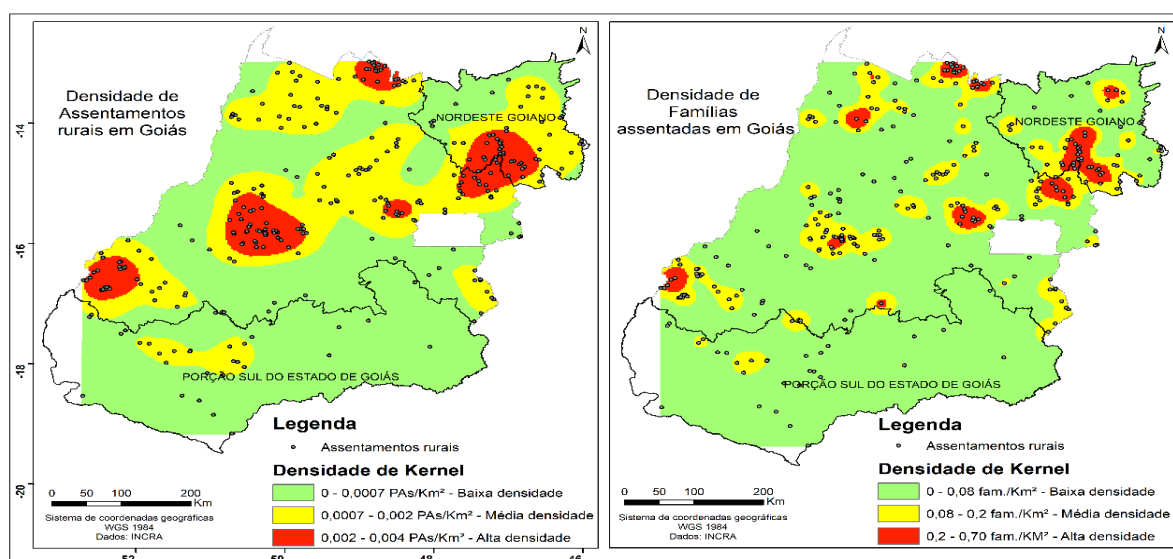 N
Densidade de
Assentamentos
rurais em Goiás
-14
NORDESTE GOIANO
-16
-18
PORÇÃO SUL DO ESTADO DE GOIÁS
Legenda
Assentamentos rurais
Densidade de Kernel
0 - 0,0007 PAs/Km² - Baixa densidade
0,0007 - 0,002 PAs/Km² - Média densidade
0,002 - 0,004 PAs/Km² - Alta densidade
-20
0 50 100 200
Km
Sistema de coordenadas geográficas
WGS 1984
Dados: INCRA
N
Densidade de
Famílias
assentadas em Goiás
NORDESTE GOIANO
PORÇÃO SUL DO ESTADO DE GOIÁS
Legenda
Assentamentos rurais
Densidade de Kernel
0 - 0,08 fam./Km² - Baixa densidade
0,08 - 0,2 fam./Km² - Média densidade
0,2 - 0,70 fam./KM² - Alta densidade
0 50 100 200
Km
Sistema de coordenadas geográficas
WGS 1984
Dados: INCRA